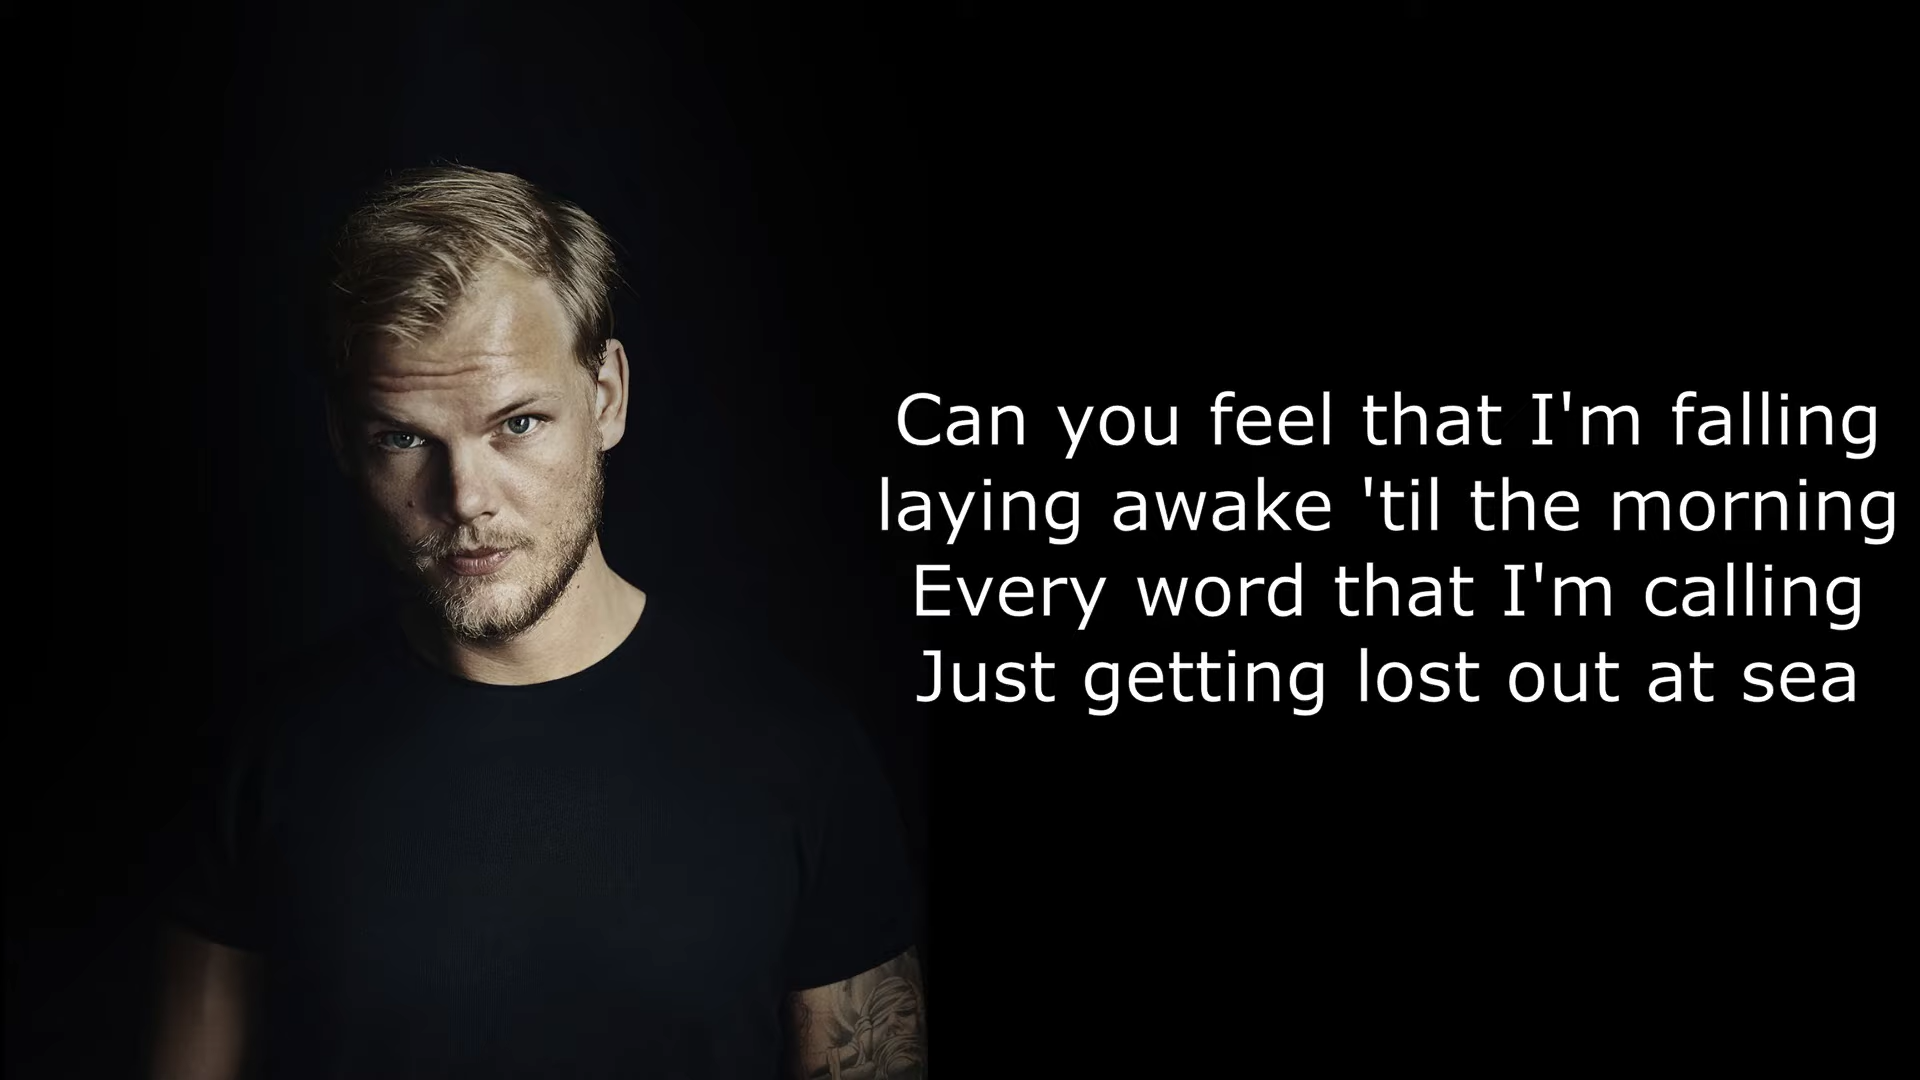 Can you feel that I'm falling
laying awake 'til the morning
Every word that I'm calling
Just getting lost out at sea